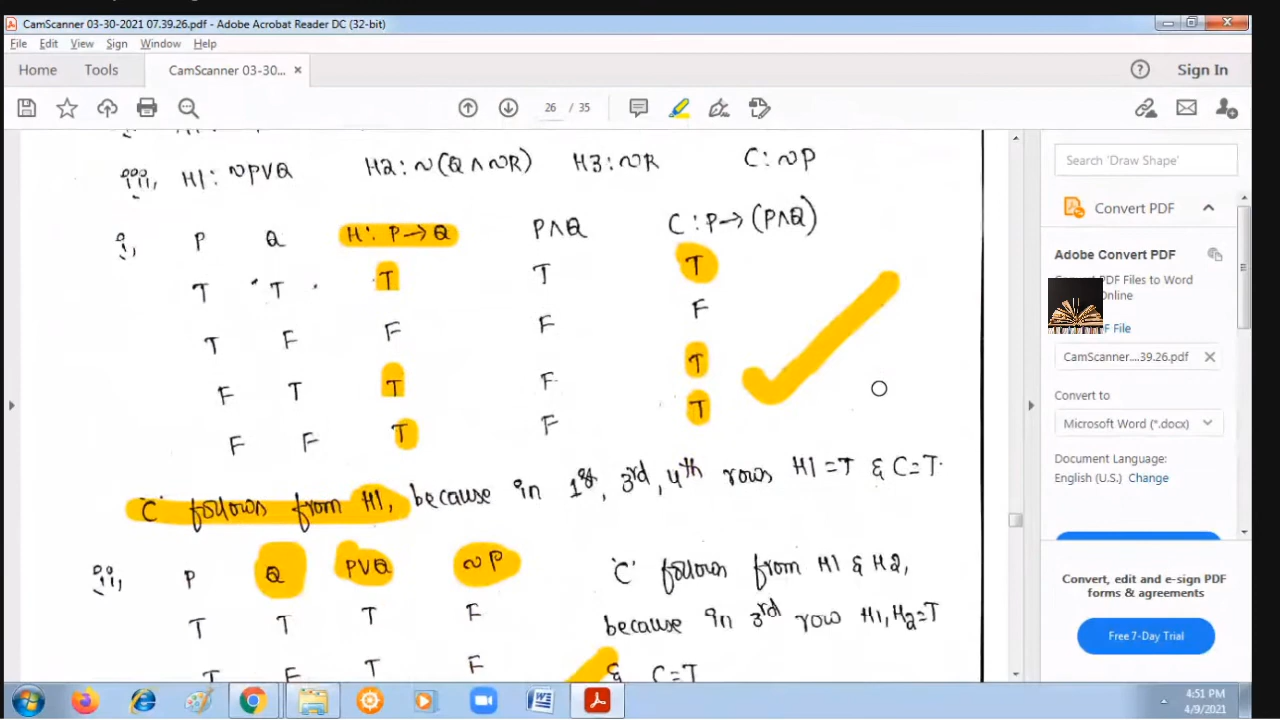 CamScanner 03-30-2021 07.39.26.pdf - Adobe Acrobat Reader DC (32-bit)
File Edit View Sign Window Help
Home Tools CamScanner 03-30... × Sign In
26 / 35
iii, H1: ~P∨Q H2: ~(Q∧~R) H3: ~R C: ~P
i, P Q H: P→Q P∧Q C: P→(P∧Q)
T T T T T
T F F F F
F T T F T
F F T F T
'C' follows from H1, because in 1st, 3rd, 4th rows H1=T & C=T.
ii, P Q P∨Q ~P 'C' follows from H1 & H2,
T T T F because in 3rd row H1, H2=T
T F T F & C=T
Search 'Draw Shape'
Convert PDF
Adobe Convert PDF
Convert PDF Files to Word
Online
File
CamScanner...39.26.pdf ×
Convert to
Microsoft Word (*.docx)
Document Language:
English (U.S.) Change
Convert, edit and e-sign PDF
forms & agreements
Free 7-Day Trial
4:51 PM
4/9/2021